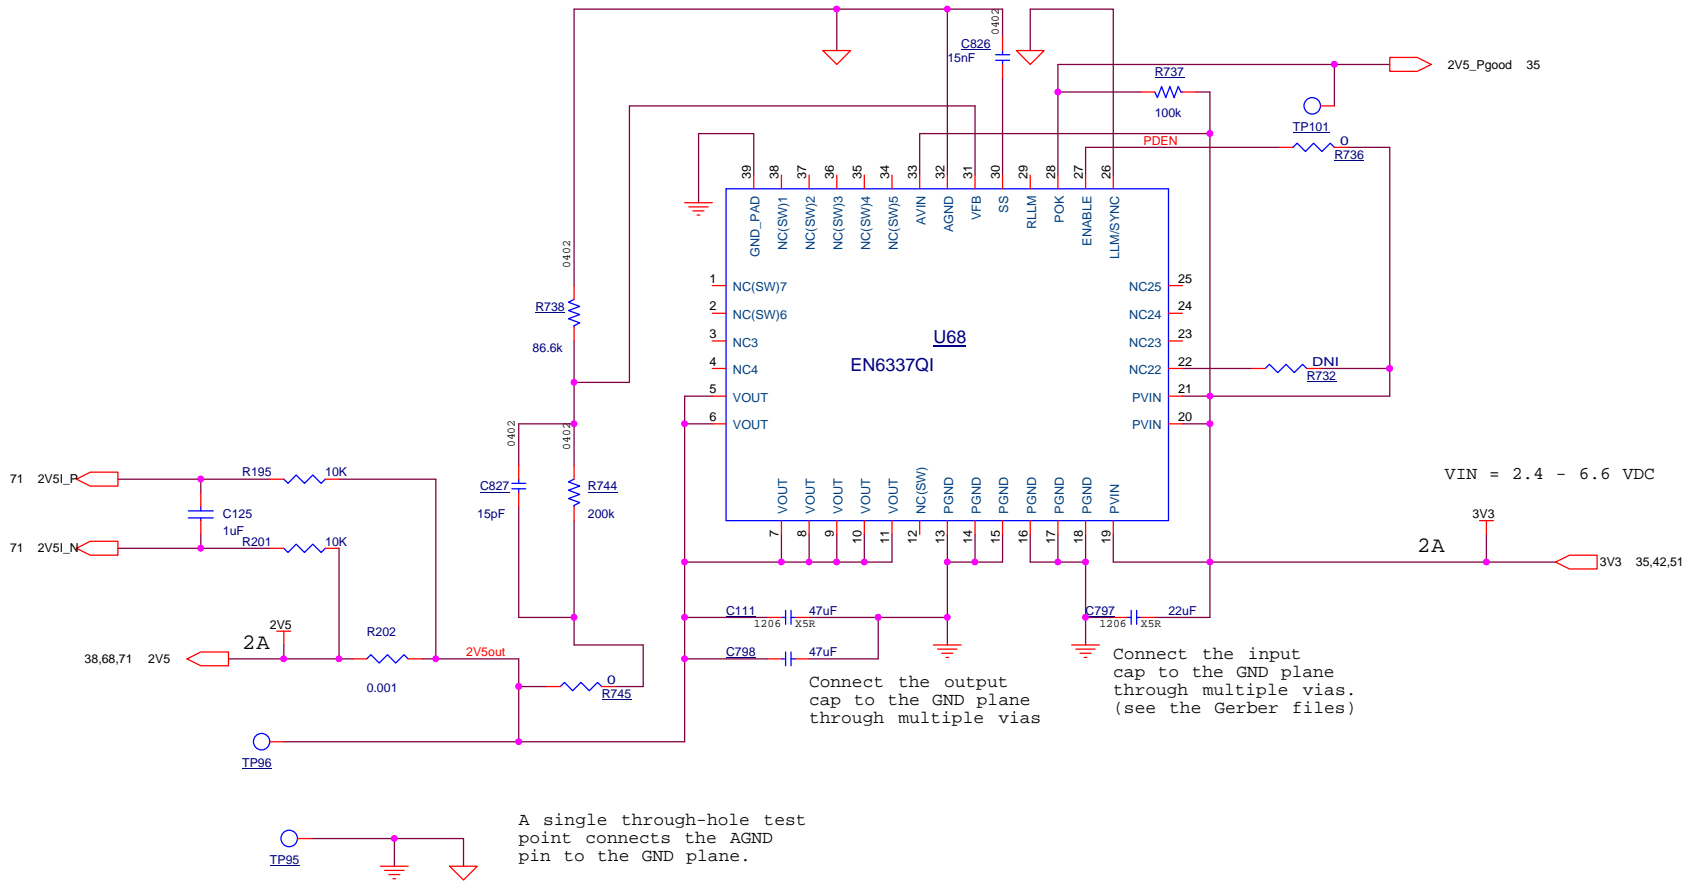 0402
C826
15nF
0402
R737
100k
2V5_Pgood 35
TP101
PDEN
0
R736
39 38 37 36 35 34 33 32 31 30 29 28 27 26
GND_PAD NC(SW)1 NC(SW)2 NC(SW)3 NC(SW)4 NC(SW)5 AVIN AGND VFB SS RLLM POK ENABLE LLM/SYNC
R738
86.6k
1 NC(SW)7
2 NC(SW)6
3 NC3
4 NC4
5 VOUT
6 VOUT
U68
EN6337QI
NC25 25
NC24 24
NC23 23
NC22 22
PVIN 21
PVIN 20
DNI
R732
0402
0402
C827
15pF
R744
200k
VOUT VOUT VOUT VOUT VOUT NC(SW) PGND PGND PGND PGND PGND PGND PVIN
7 8 9 10 11 12 13 14 15 16 17 18 19
71 2V5I_P
R195 10K
C125
1uF
71 2V5I_N
R201 10K
VIN = 2.4 - 6.6 VDC
3V3
2A
3V3 35,42,51
C111 47uF
1206 X5R
C797 22uF
1206 X5R
C798 47uF
38,68,71 2V5
2A
2V5
R202
0.001
2V5out
0
R745
Connect the output
cap to the GND plane
through multiple vias
Connect the input
cap to the GND plane
through multiple vias.
(see the Gerber files)
TP96
TP95
A single through-hole test
point connects the AGND
pin to the GND plane.